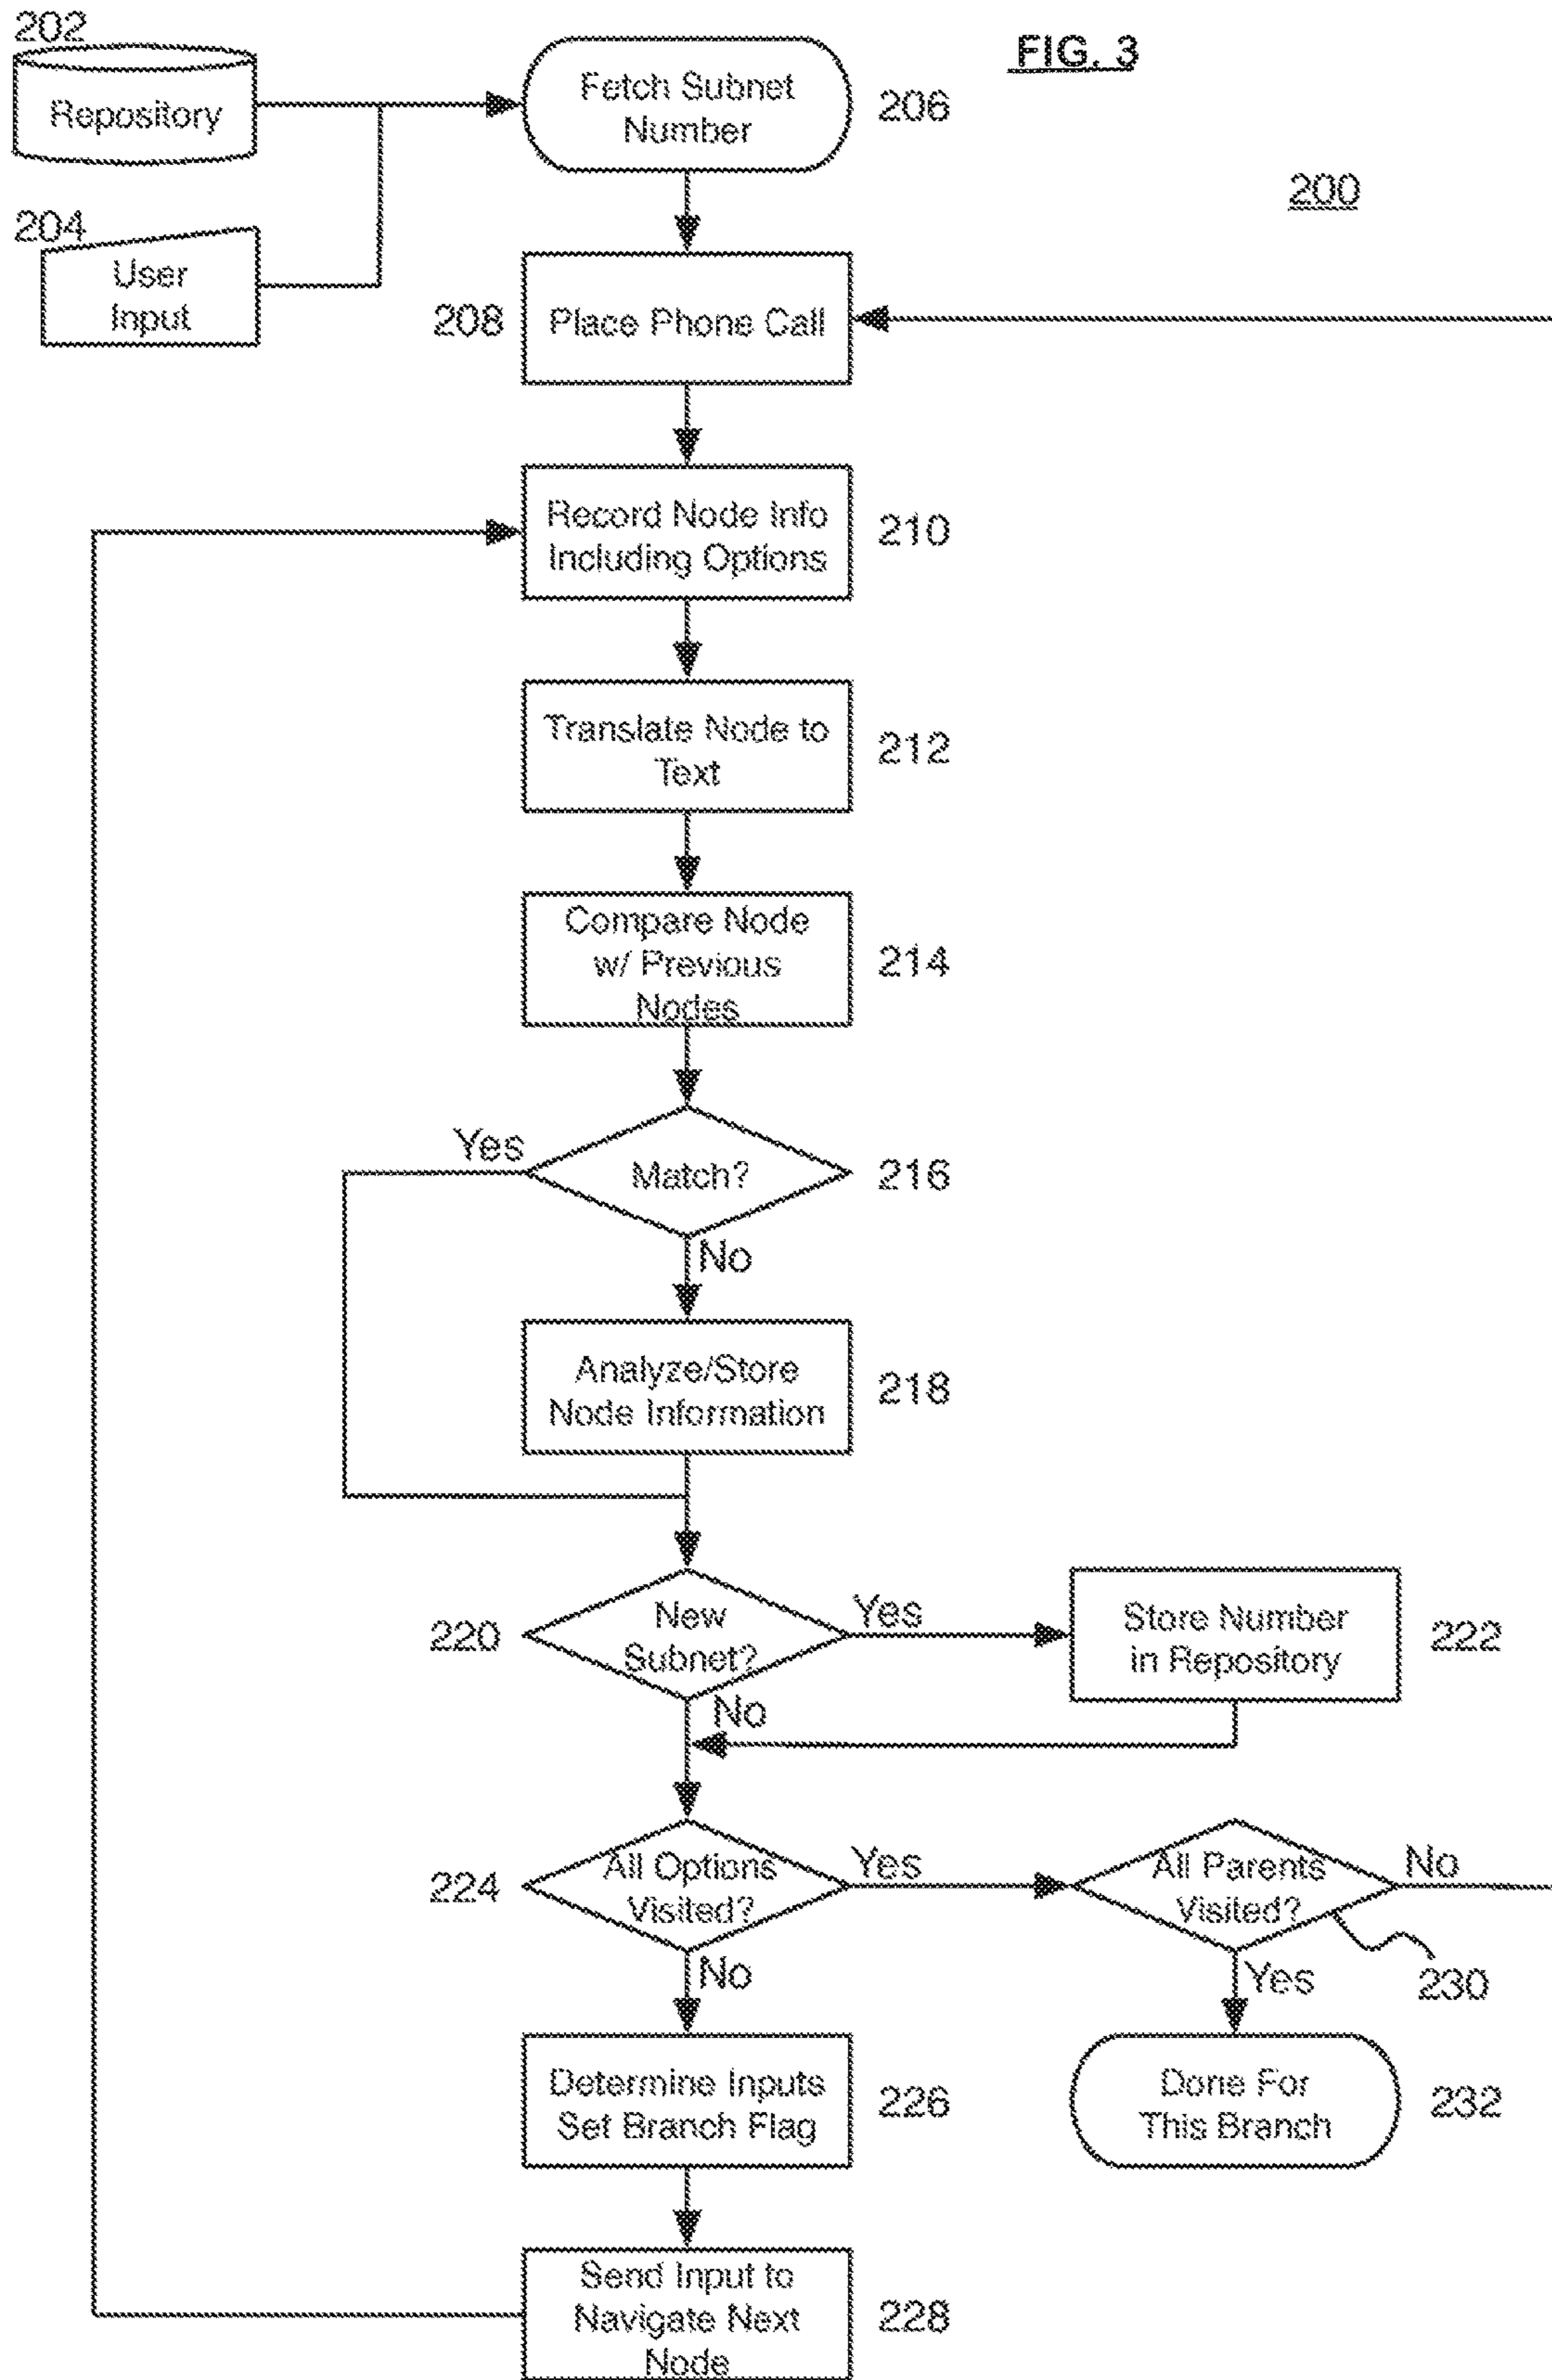 202
FIG. 3
Repository
Fetch Subnet
Number
206
200
204
User
Input
208
Place Phone Call
Record Node Info
Including Options
210
Translate Node to
Text
212
Compare Node
w/ Previous
Nodes
214
Yes
Match?
216
No
Analyze/Store
Node Information
218
220
New
Subnet?
Yes
Store Number
in Repository
222
No
224
All Options
Visited?
Yes
All Parents
Visited?
No
No
Yes
230
Determine Inputs
Set Branch Flag
226
Done For
This Branch
232
Send Input to
Navigate Next
Node
228